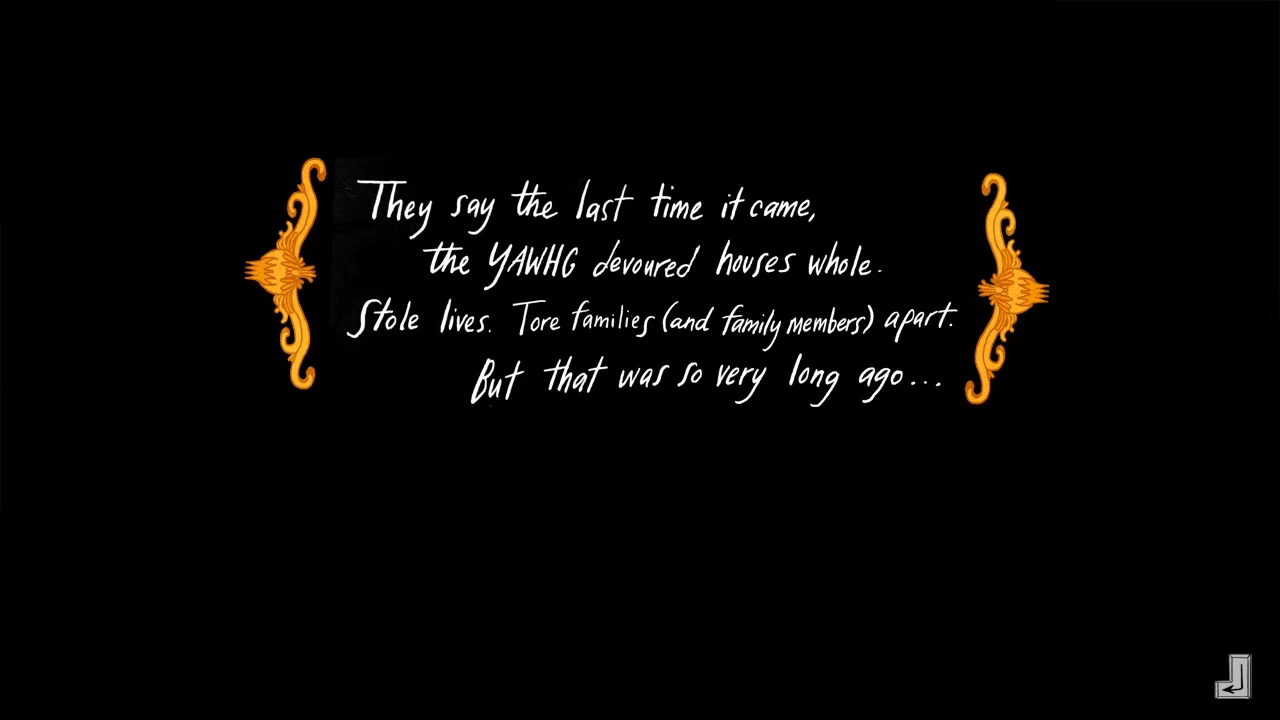 They say the last time it came,
the YAWHG devoured houses whole.
Stole lives. Tore families (and family members) apart.
But that was so very long ago...